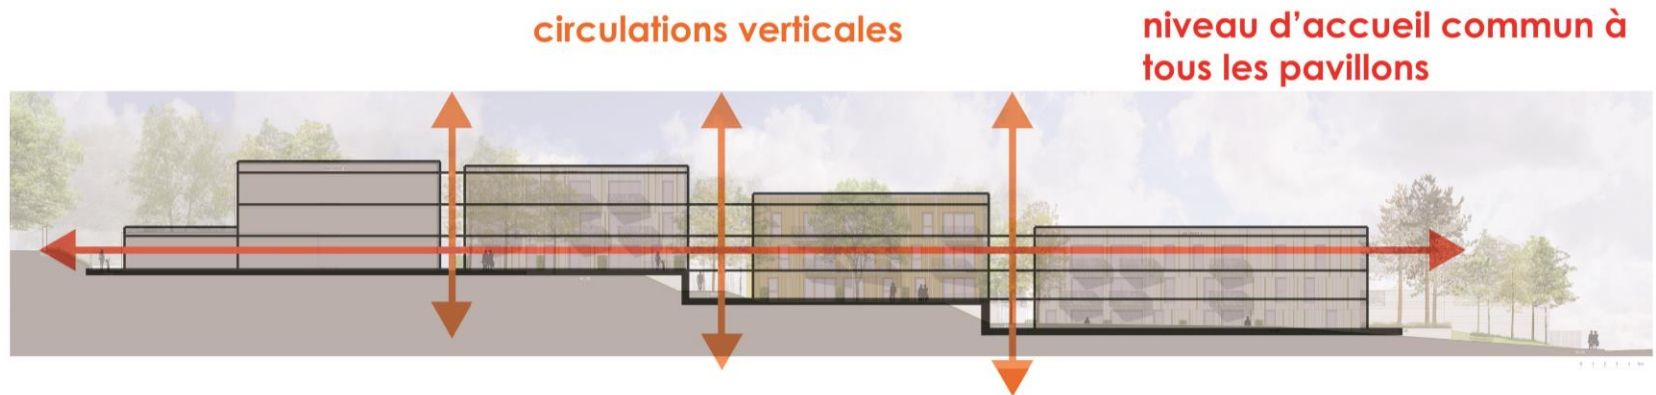 circulations verticales
niveau d’accueil commun à
tous les pavillons